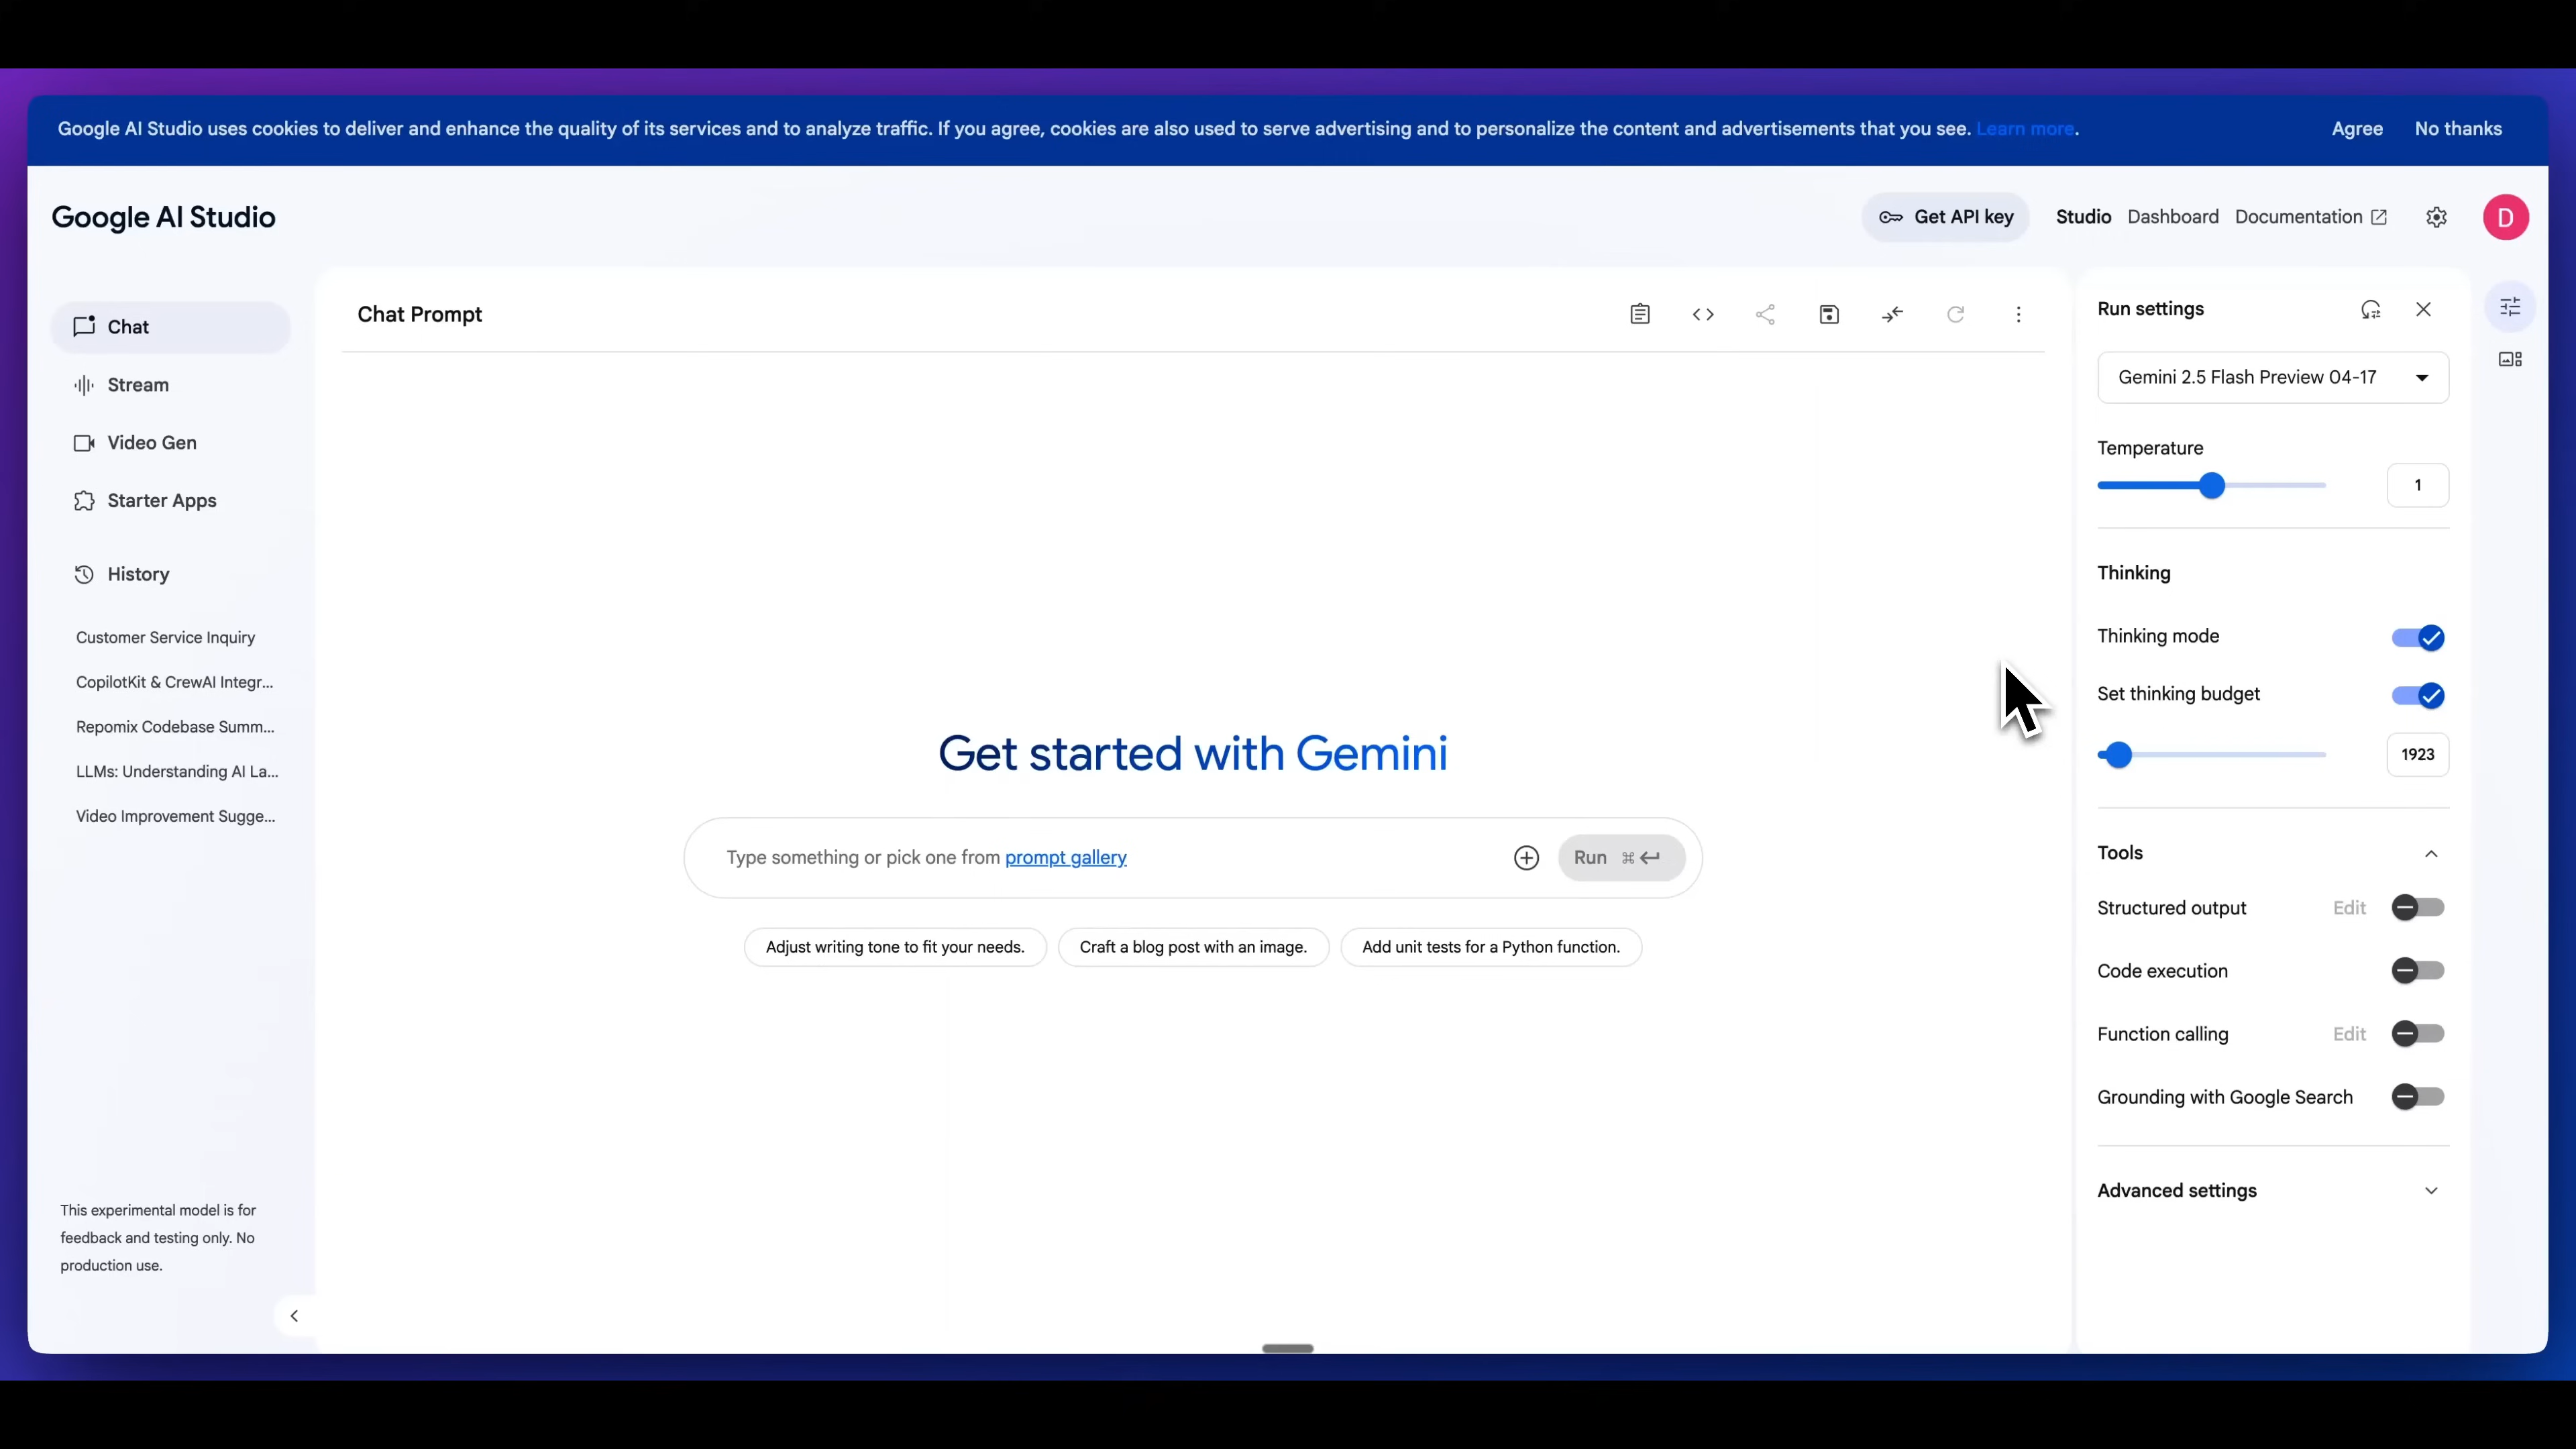 Google AI Studio uses cookies to deliver and enhance the quality of its services and to analyze traffic. If you agree, cookies are also used to serve advertising and to personalize the content and advertisements that you see. Learn more.
Agree
No thanks
Google AI Studio
Get API key
Studio
Dashboard
Documentation
D
Chat
Stream
Video Gen
Starter Apps
History
Customer Service Inquiry
CopilotKit & CrewAI Integr...
Repomix Codebase Summ...
LLMs: Understanding AI La...
Video Improvement Sugge...
This experimental model is for
feedback and testing only. No
production use.
Chat Prompt
Get started with Gemini
Type something or pick one from prompt gallery
Run ⌘
Adjust writing tone to fit your needs.
Craft a blog post with an image.
Add unit tests for a Python function.
Run settings
Gemini 2.5 Flash Preview 04-17
Temperature
1
Thinking
Thinking mode
Set thinking budget
1923
Tools
Structured output Edit
Code execution
Function calling Edit
Grounding with Google Search
Advanced settings